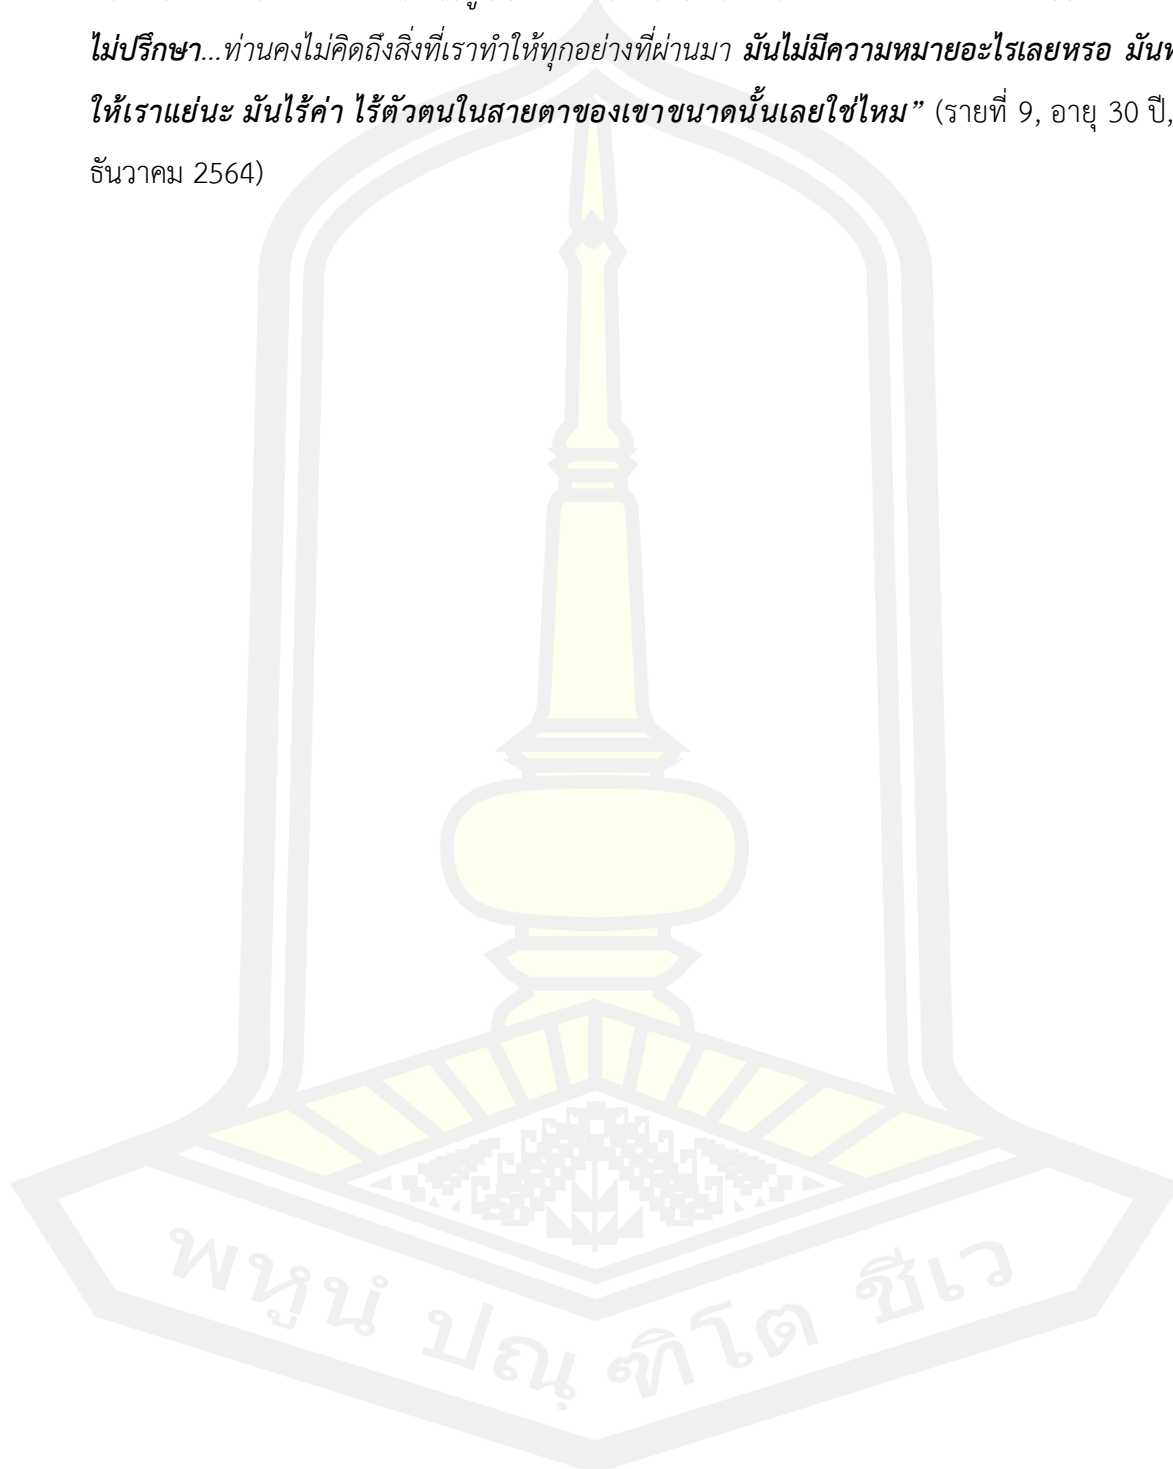 ไม่ปรึกษา...ท่านคงไม่คิดถึงสิ่งที่เราทำให้ทุกอย่างที่ผ่านมา มันไม่มีความหมายอะไรเลยหรอ
ให้เราแย่นะ มันไร้ค่า ไร้ตัวตนในสายตาของเขาขนาดนั้นเลยใช่ไหม” (รายที่ 9, อายุ 30 ปี,
ธันวาคม 2564)
พหูนํ ปณฺฑิโต ชีเว